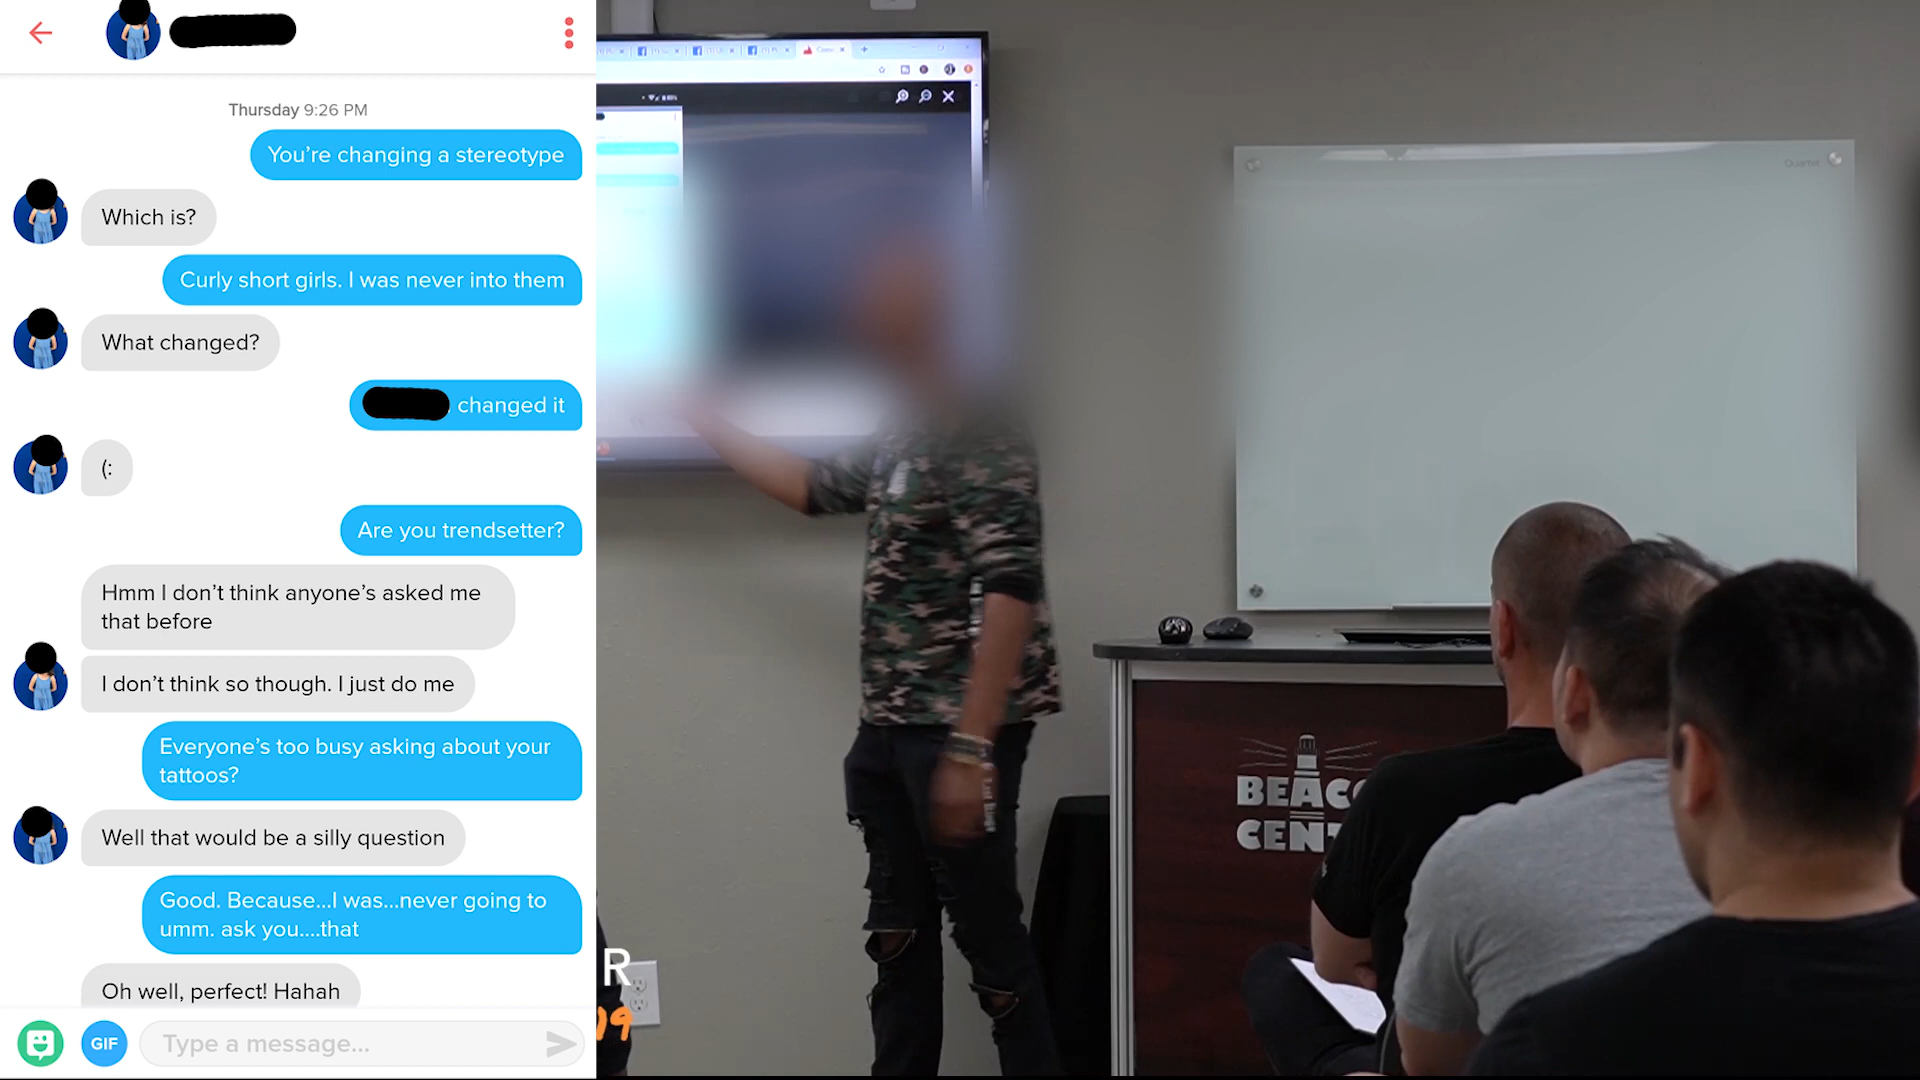 Thursday 9:26 PM
You're changing a stereotype
Which is?
Curly short girls. I was never into them
What changed?
changed it
(:
Are you trendsetter?
Hmm I don't think anyone's asked me
that before
I don't think so though. I just do me
Everyone's too busy asking about your
tattoos?
Well that would be a silly question
Good. Because...I was...never going to
umm. ask you....that
Oh well, perfect! Hahah
GIF
Type a message...
Quartet
BEAC
CENT
R
19